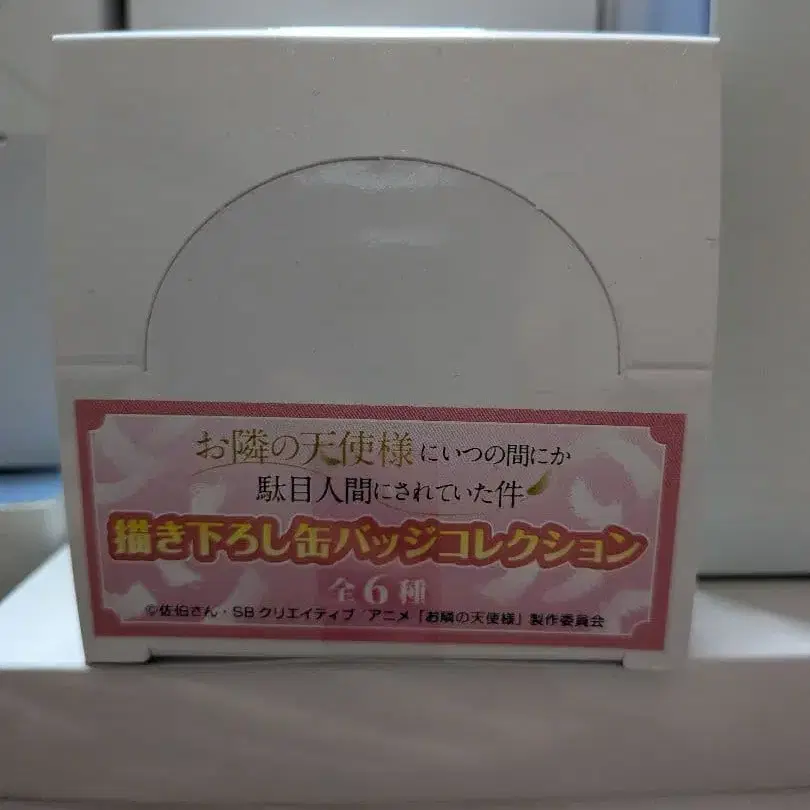 お隣の天使様にいつの間にか
駄目人間にされていた件
描き下ろし缶バッジコレクション
全6種
©佐伯さん・SBクリエイティブ/アニメ「お隣の天使様」製作委員会